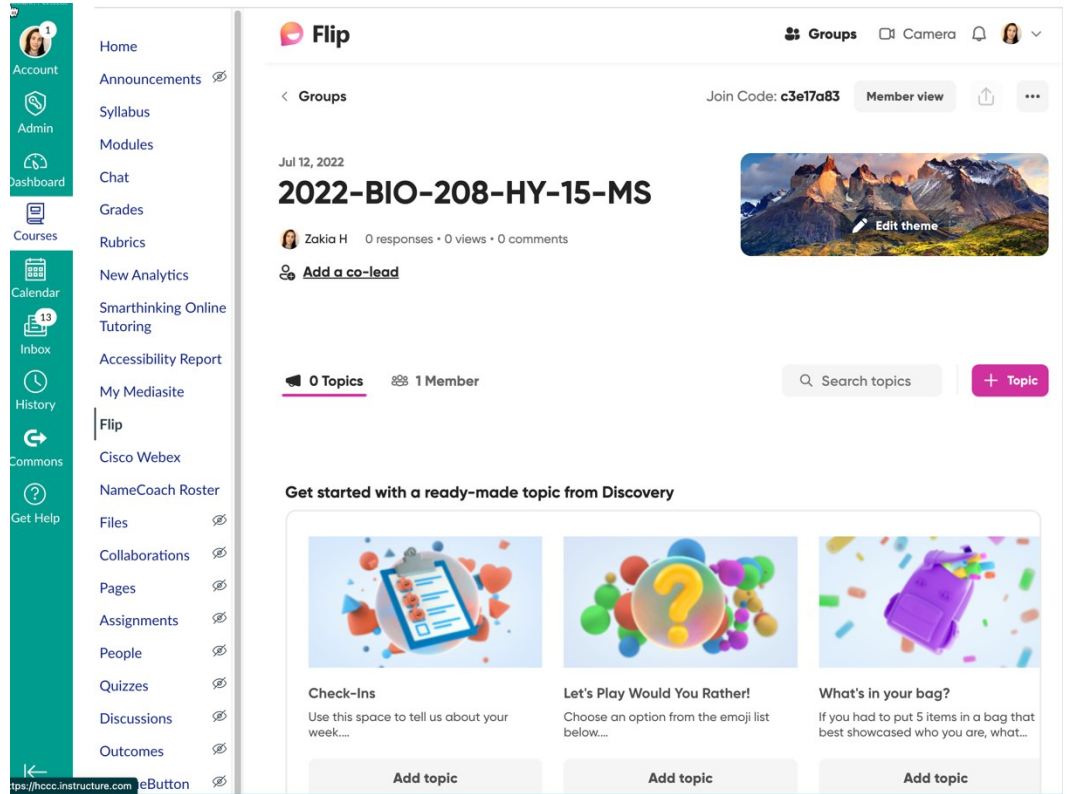 1
Account
Admin
Dashboard
Courses
Calendar
13
Inbox
History
Commons
Get Help
Home
Announcements
Syllabus
Modules
Chat
Grades
Rubrics
New Analytics
Smarthinking Online
Tutoring
Accessibility Report
My Mediasite
Flip
Cisco Webex
NameCoach Roster
Files
Collaborations
Pages
Assignments
People
Quizzes
Discussions
Outcomes
eButton
ttps://hccc.instructure.com
Flip
Groups Camera
Groups
Join Code: c3e17a83 Member view
Jul 12, 2022
2022-BIO-208-HY-15-MS
Edit theme
Zakia H 0 responses • 0 views • 0 comments
Add a co-lead
0 Topics 1 Member
Search topics + Topic
Get started with a ready-made topic from Discovery
Check-Ins
Use this space to tell us about your
week....
Add topic
Let's Play Would You Rather!
Choose an option from the emoji list
below....
Add topic
What's in your bag?
If you had to put 5 items in a bag that
best showcased who you are, what...
Add topic